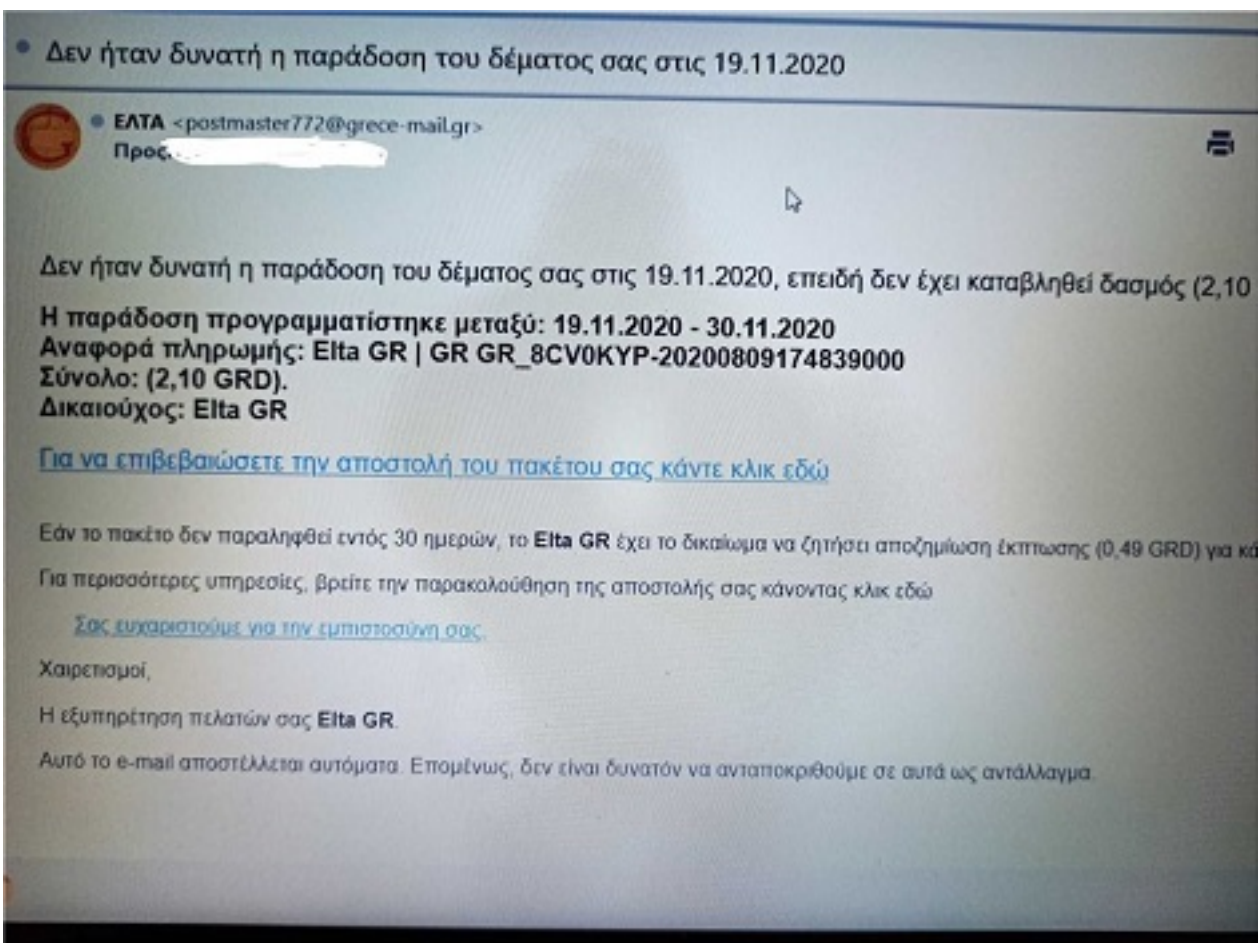 Δεν ήταν δυνατή η παράδοση του δέματος σας στις 19.11.2020
ΕΛΤΑ <postmaster772@grece-mail.gr>
Προς:
Δεν ήταν δυνατή η παράδοση του δέματος σας στις 19.11.2020, επειδή δεν έχει καταβληθεί δασμός (2,10
Η παράδοση προγραμματίστηκε μεταξύ: 19.11.2020 - 30.11.2020
Αναφορά πληρωμής: Elta GR | GR GR_8CV0KYP-20200809174839000
Σύνολο: (2,10 GRD).
Δικαιούχος: Elta GR
Για να επιβεβαιώσετε την αποστολή του πακέτου σας κάντε κλικ εδώ
Εάν το πακέτο δεν παραληφθεί εντός 30 ημερών, το Elta GR έχει το δικαίωμα να ζητήσει αποζημίωση έκπτωσης (0,49 GRD) για κά
Για περισσότερες υπηρεσίες, βρείτε την παρακολούθηση της αποστολής σας κάνοντας κλικ εδώ
Σας ευχαριστούμε για την εμπιστοσύνη σας.
Χαιρετισμοί,
Η εξυπηρέτηση πελατών σας Elta GR.
Αυτό το e-mail αποστέλλεται αυτόματα. Επομένως, δεν είναι δυνατόν να ανταποκριθούμε σε αυτά ως αντάλλαγμα.